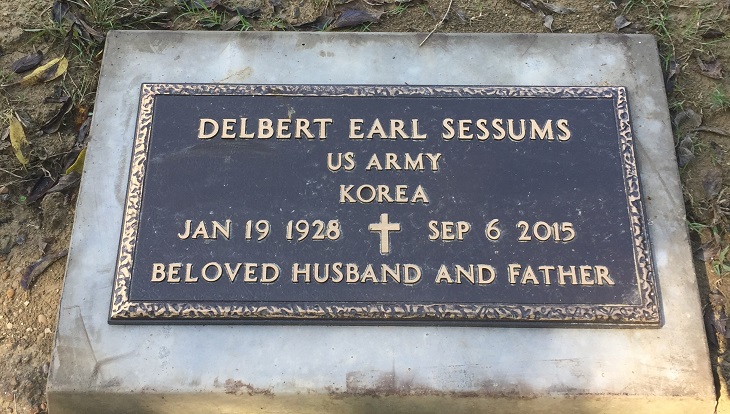 DELBERT EARL SESSUMS
US ARMY
KOREA
JAN 19 1928 SEP 6 2015
BELOVED HUSBAND AND FATHER